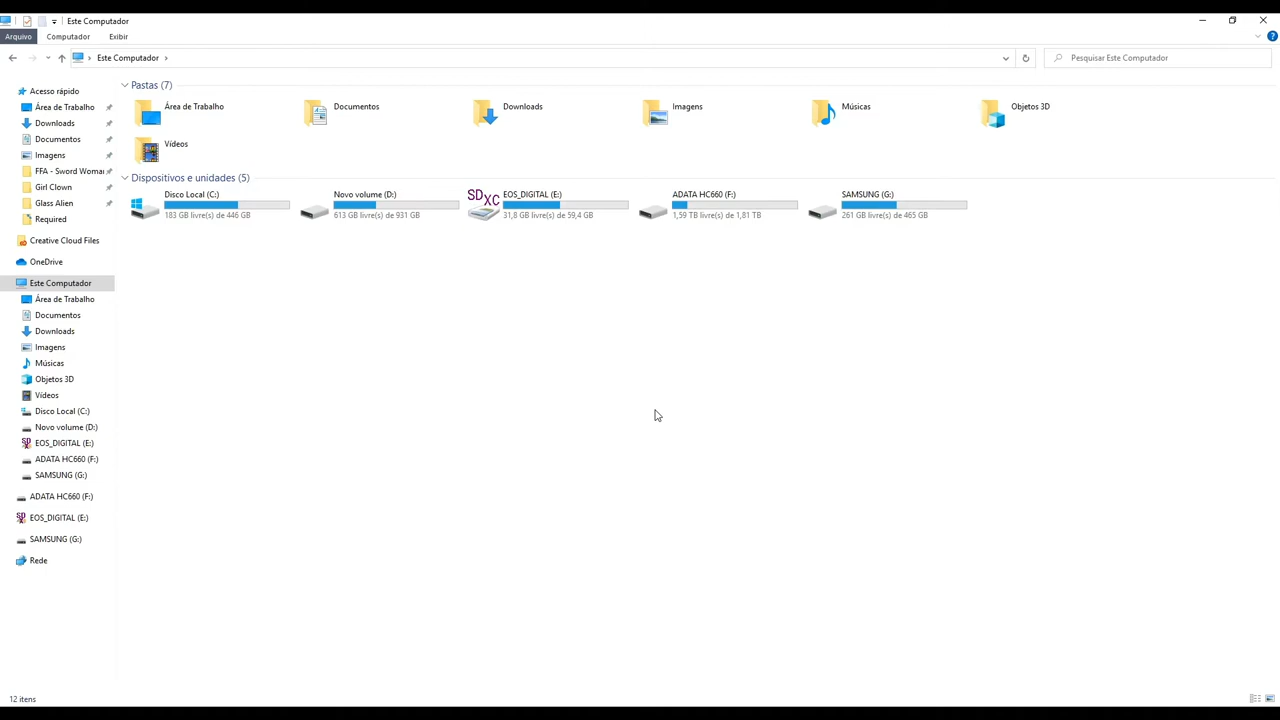 Este Computador
Arquivo
Computador
Exibir
Este Computador
Pesquisar Este Computador
Acesso rápido
Área de Trabalho
Downloads
Documentos
Imagens
FFA - Sword Woma
Girl Clown
Glass Alien
Required
Creative Cloud Files
OneDrive
Este Computador
Área de Trabalho
Documentos
Downloads
Imagens
Músicas
Objetos 3D
Vídeos
Disco Local (C:)
Novo volume (D:)
EOS_DIGITAL (E:)
ADATA HC660 (F:)
SAMSUNG (G:)
ADATA HC660 (F:)
EOS_DIGITAL (E:)
SAMSUNG (G:)
Rede
Pastas (7)
Área de Trabalho
Documentos
Downloads
Imagens
Músicas
Objetos 3D
Vídeos
Dispositivos e unidades (5)
Disco Local (C:)
183 GB livre(s) de 446 GB
Novo volume (D:)
613 GB livre(s) de 931 GB
SDXC
EOS_DIGITAL (E:)
31,8 GB livre(s) de 59,4 GB
ADATA HC660 (F:)
1,59 TB livre(s) de 1,81 TB
SAMSUNG (G:)
261 GB livre(s) de 465 GB
12 itens